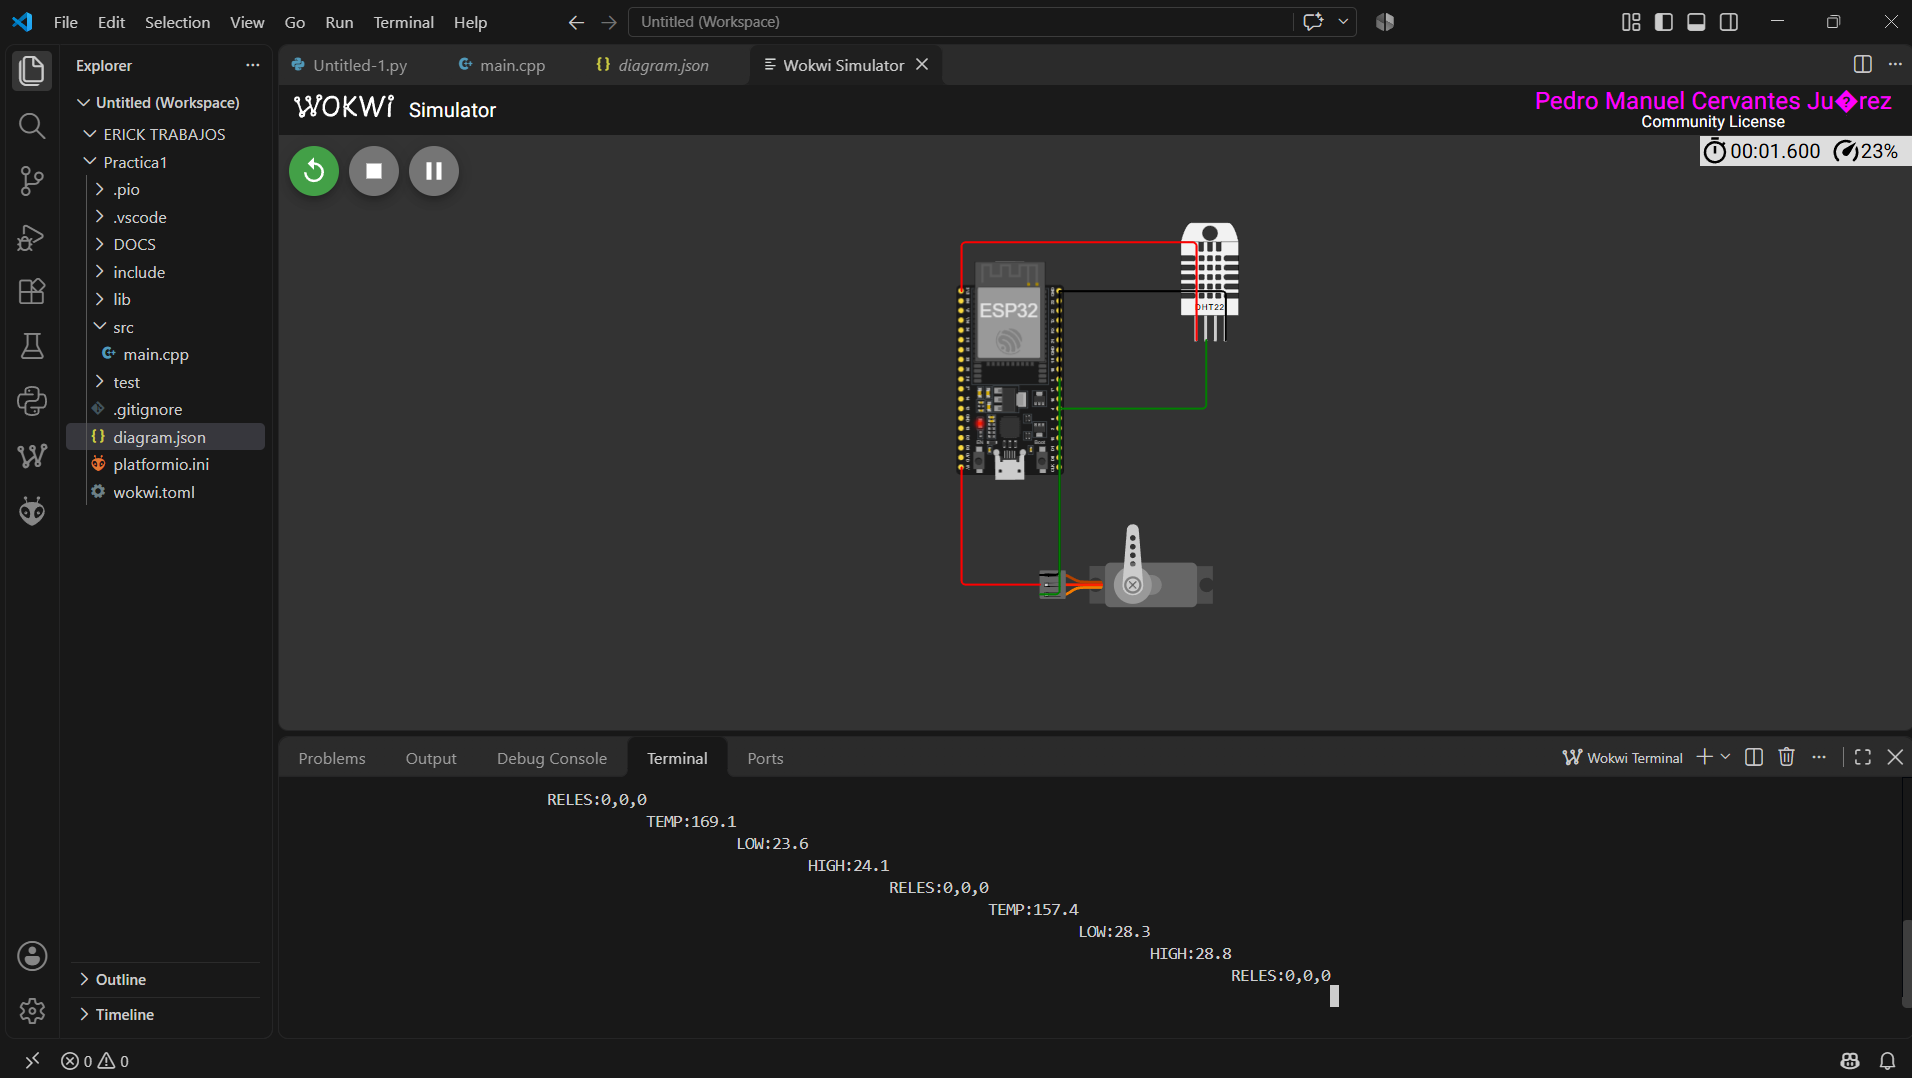 File Edit Selection View Go Run Terminal Help
Untitled (Workspace)
Explorer
Untitled (Workspace)
ERICK TRABAJOS
Practica1
.pio
.vscode
DOCS
include
lib
src
main.cpp
test
.gitignore
diagram.json
platformio.ini
wokwi.toml
Outline
Timeline
Untitled-1.py main.cpp diagram.json Wokwi Simulator
WOKWi Simulator
Pedro Manuel Cervantes Ju�rez
Community License
00:01.600 23%
ESP32
DHT22
Problems Output Debug Console Terminal Ports
Wokwi Terminal
RELES:0,0,0
TEMP:169.1
LOW:23.6
HIGH:24.1
RELES:0,0,0
TEMP:157.4
LOW:28.3
HIGH:28.8
RELES:0,0,0
0 0